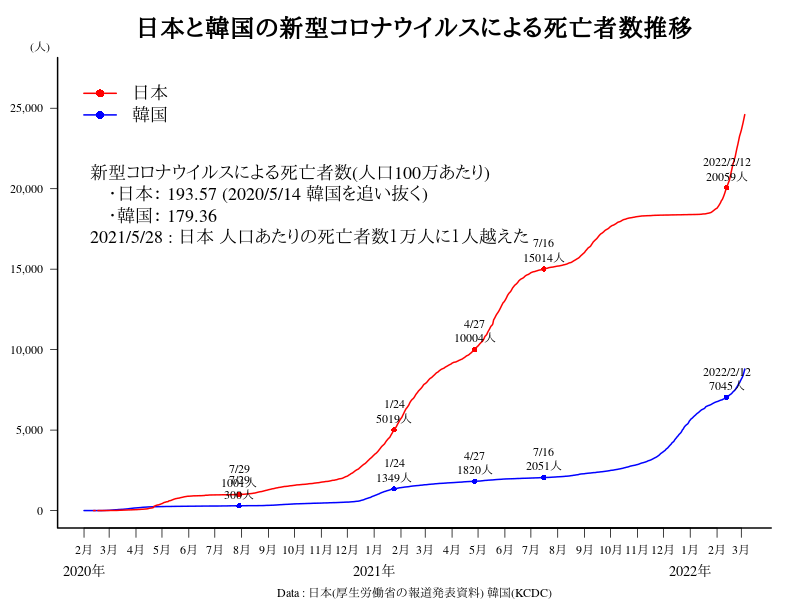 日本と韓国の新型コロナウイルスによる死亡者数推移
(人)
日本
韓国
25,000
20,000
15,000
10,000
5,000
0
新型コロナウイルスによる死亡者数(人口100万あたり)
・日本： 193.57 (2020/5/14 韓国を追い抜く)
・韓国： 179.36
2021/5/28 : 日本 人口あたりの死亡者数1万人に1人越えた
2022/2/12
20059人
7/16
15014人
4/27
10004人
1/24
5019人
7/29
1001人
7/29
300人
1/24
1349人
4/27
1820人
7/16
2051人
2022/2/12
7045人
2月 3月 4月 5月 6月 7月 8月 9月 10月 11月 12月 1月 2月 3月 4月 5月 6月 7月 8月 9月 10月 11月 12月 1月 2月 3月
2020年 2021年 2022年
Data : 日本(厚生労働省の報道発表資料) 韓国(KCDC)